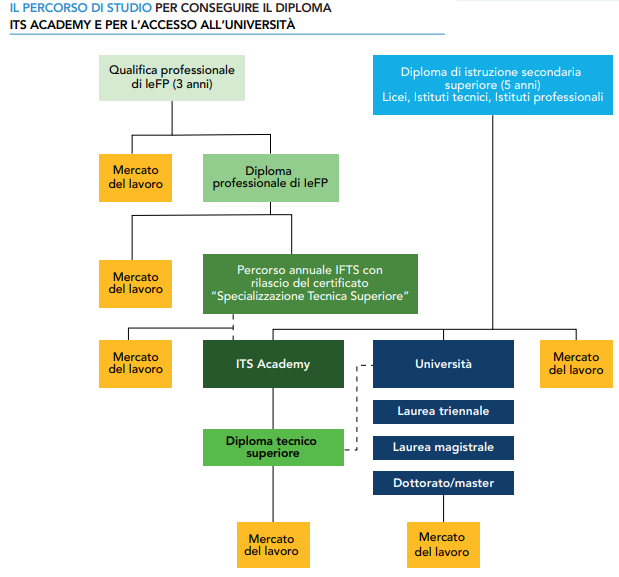 IL PERCORSO DI STUDIO PER CONSEGUIRE IL DIPLOMA
ITS ACADEMY E PER L'ACCESSO ALL'UNIVERSITÀ
Qualifica professionale
di IeFP (3 anni)
Diploma di istruzione secondaria
superiore (5 anni)
Licei, Istituti tecnici, Istituti professionali
Mercato
del lavoro
Diploma
professionale di IeFP
Mercato
del lavoro
Percorso annuale IFTS con
rilascio del certificato
"Specializzazione Tecnica Superiore"
Mercato
del lavoro
ITS Academy
Università
Mercato
del lavoro
Laurea triennale
Diploma tecnico
superiore
Laurea magistrale
Dottorato/master
Mercato
del lavoro
Mercato
del lavoro